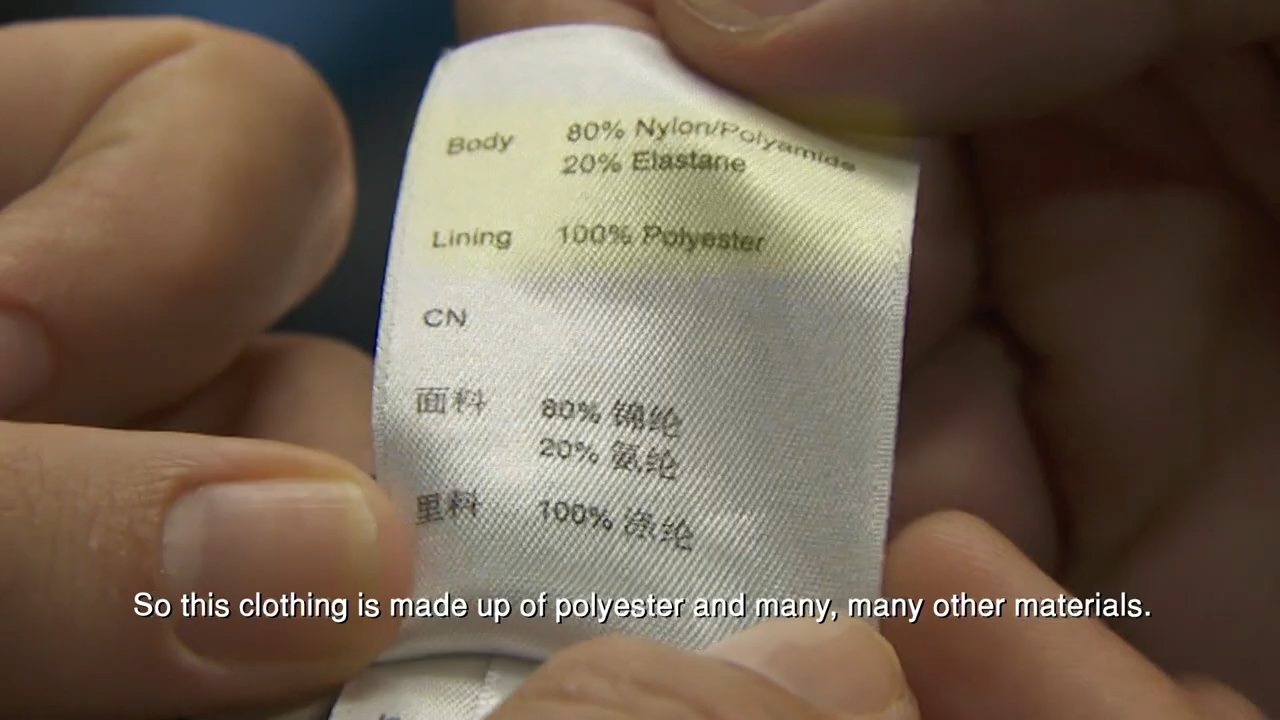 Body 80% Nylon/Polyamide
20% Elastane
Lining 100% Polyester
CN
面料 80% 锦纶
20% 氨纶
里料 100% 涤纶
So this clothing is made up of polyester and many, many other materials.